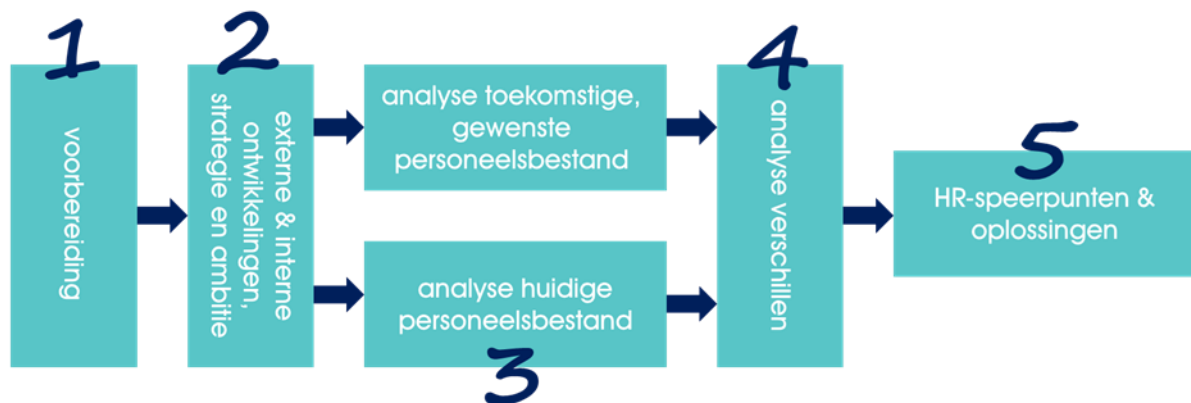 1
voorbereiding
2
externe & interne
ontwikkelingen,
strategie en ambitie
analyse toekomstige,
gewenste
personeelsbestand
analyse huidige
personeelsbestand
3
4
analyse verschillen
5
HR-speerpunten &
oplossingen